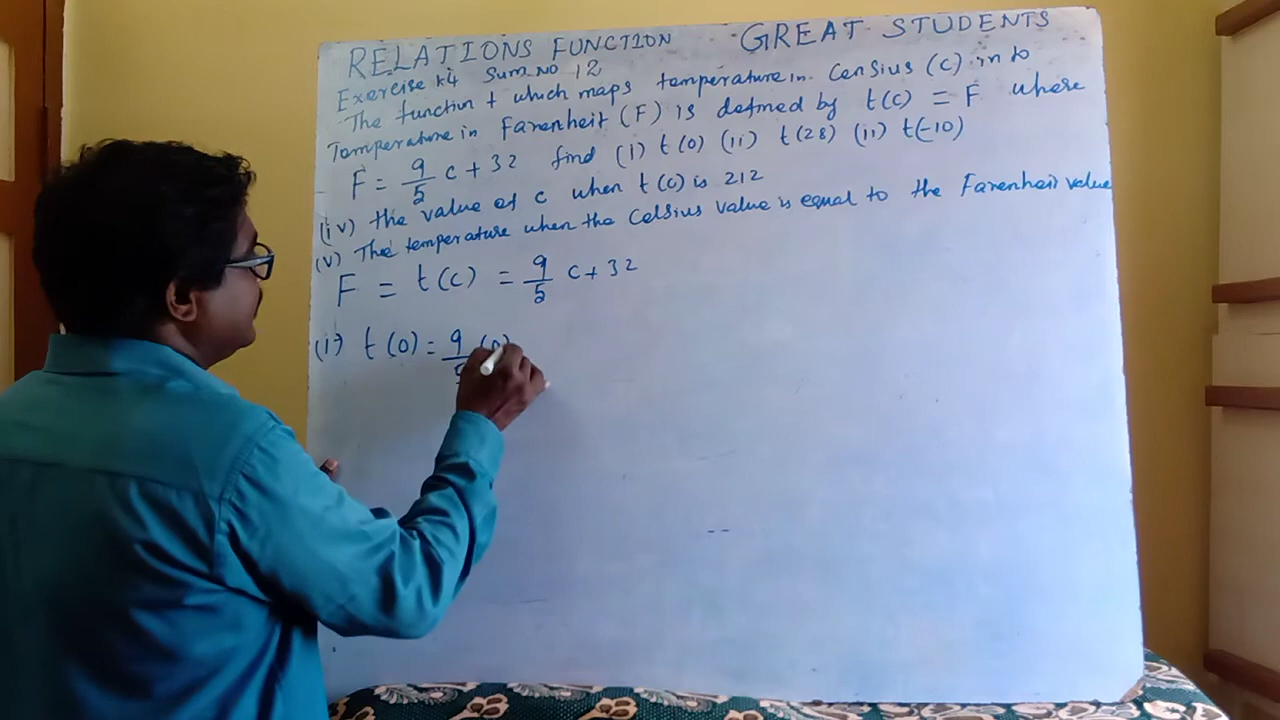 RELATIONS FUNCTION GREAT STUDENTS
Exercise 1.4 Sum No 12
The function t which maps temperature in Censius (C) in to
Temperature in Farenheit (F) is defined by t(c) = F where
F = 9/5 c + 32 find (i) t(0) (ii) t(28) (ii) t(-10)
(iv) the value of c when t(c) is 212
(v) The temperature when the Celsius value is equal to the Farenheit value
F = t(c) = 9/5 c + 32
(i) t(0) = 9/5 (0)